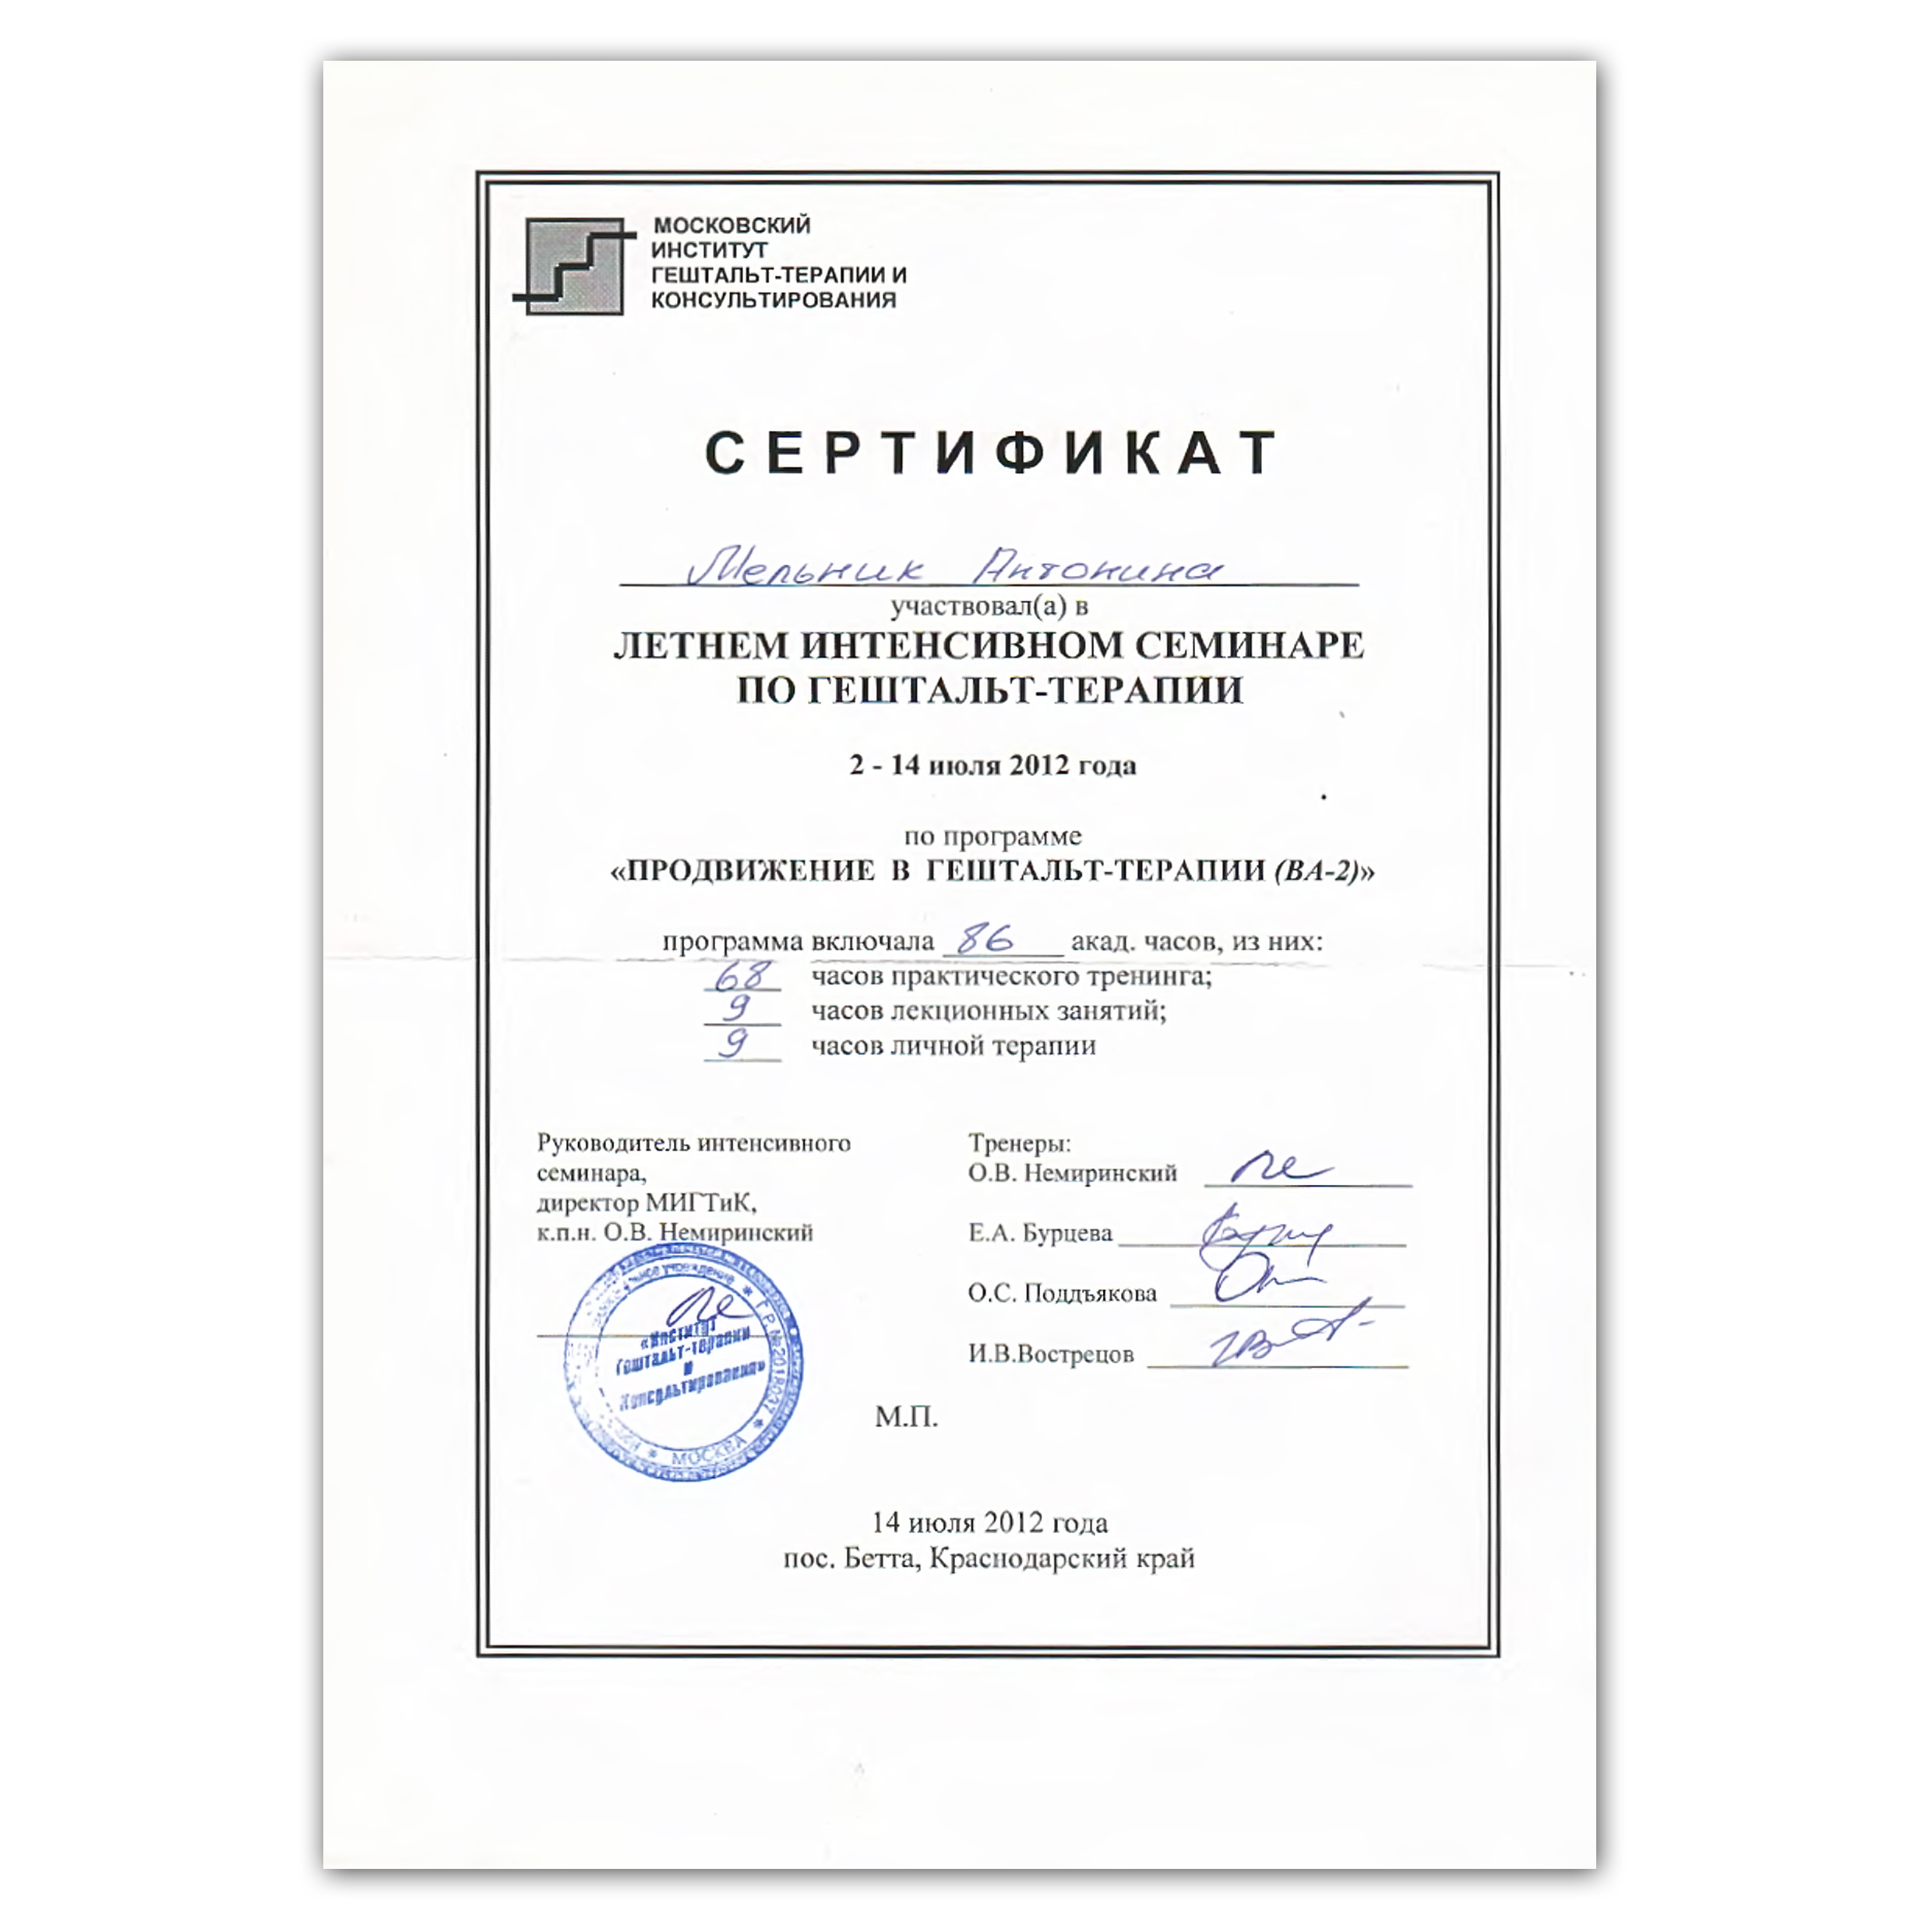 МОСКОВСКИЙ
ИНСТИТУТ
ГЕШТАЛЬТ-ТЕРАПИИ И
КОНСУЛЬТИРОВАНИЯ
СЕРТИФИКАТ
Мельник Антонина
участвовал(а) в
ЛЕТНЕМ ИНТЕНСИВНОМ СЕМИНАРЕ
ПО ГЕШТАЛЬТ-ТЕРАПИИ
2 - 14 июля 2012 года
по программе
«ПРОДВИЖЕНИЕ В ГЕШТАЛЬТ-ТЕРАПИИ (ВА-2)»
программа включала 86 акад. часов, из них:
68 часов практического тренинга;
9 часов лекционных занятий;
9 часов личной терапии
Руководитель интенсивного
семинара,
директор МИГТиК,
к.п.н. О.В. Немиринский
Тренеры:
О.В. Немиринский
Е.А. Бурцева
О.С. Поддъякова
И.В.Вострецов
«Институт
Гештальт-терапии
и
Консультирования»
учреждение * Г.Р.№2018037 * МОСКВА *
М.П.
14 июля 2012 года
пос. Бетта, Краснодарский край